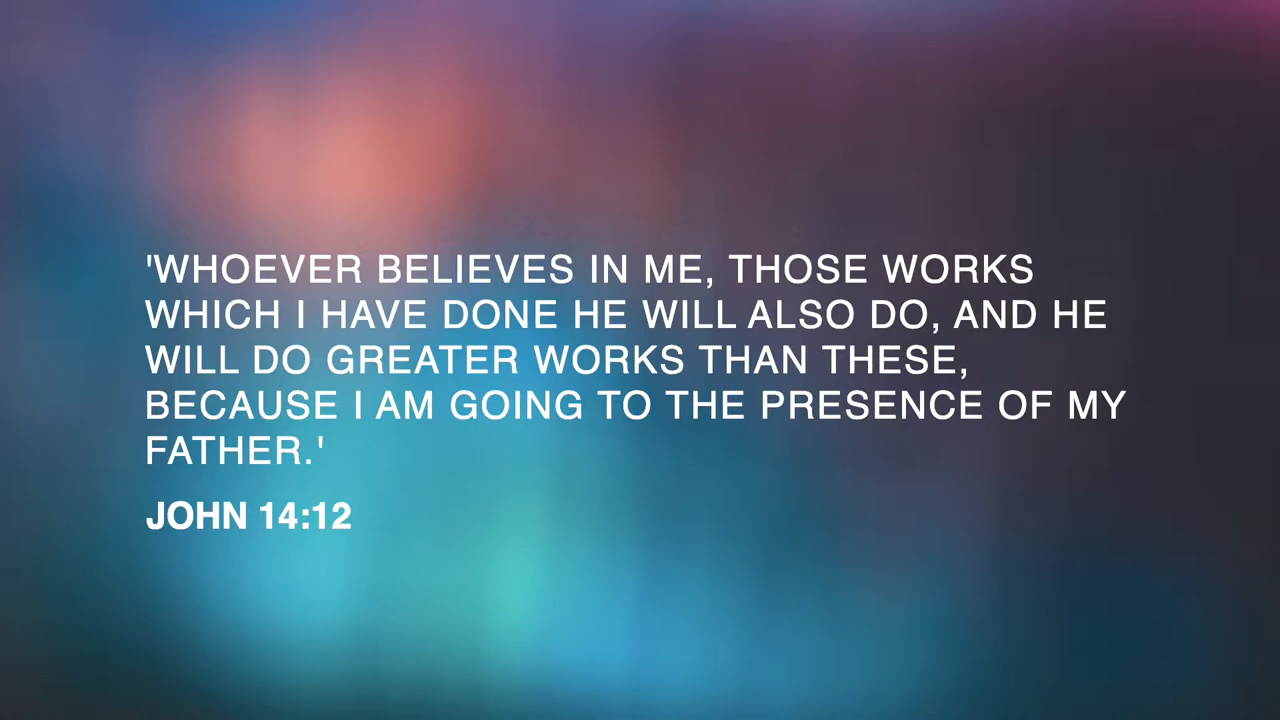 'WHOEVER BELIEVES IN ME, THOSE WORKS
WHICH I HAVE DONE HE WILL ALSO DO, AND HE
WILL DO GREATER WORKS THAN THESE,
BECAUSE I AM GOING TO THE PRESENCE OF MY
FATHER.'
JOHN 14:12